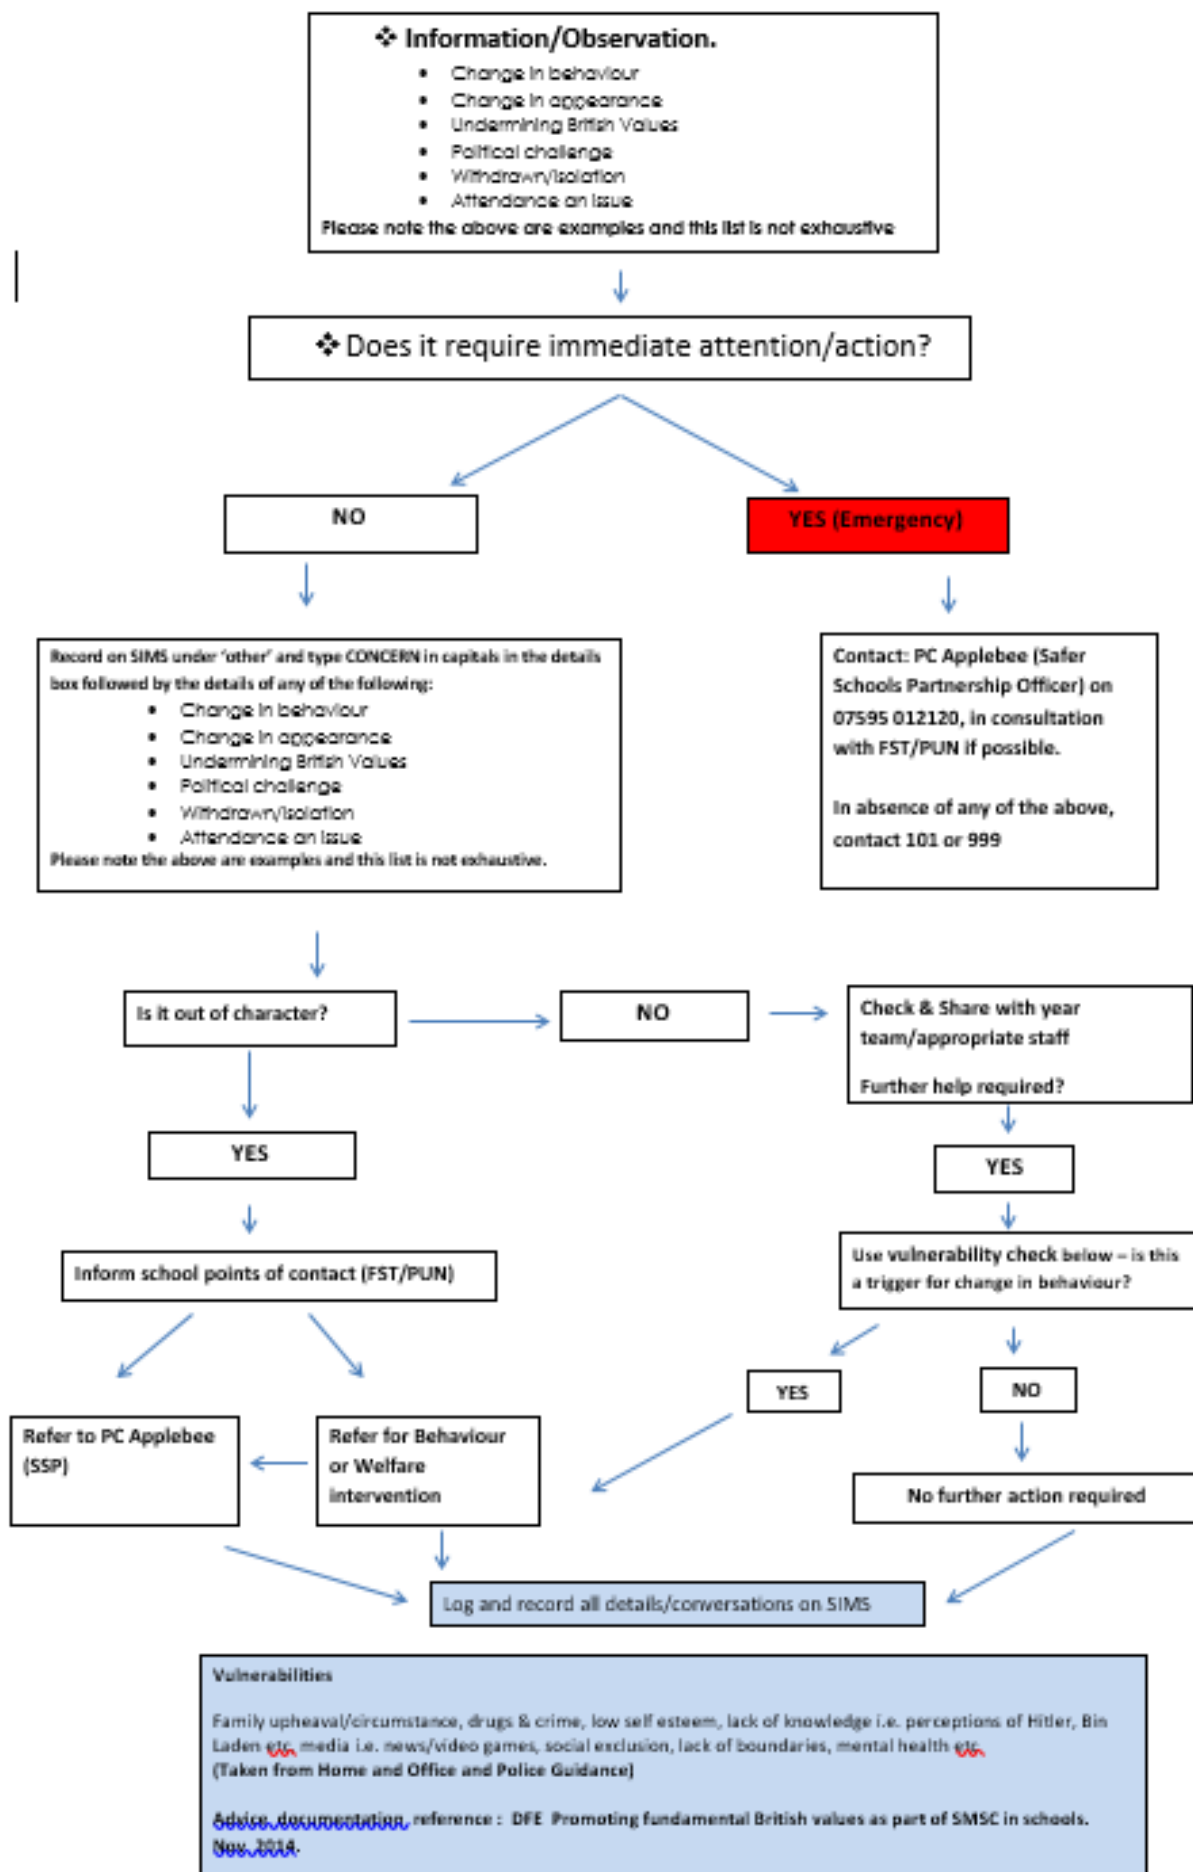 ❖ Information/Observation.
• Change in behaviour
• Change in appearance
• Undermining British Values
• Political challenge
• Withdrawn/isolation
• Attendance an issue
Please note the above are examples and this list is not exhaustive
❖ Does it require immediate attention/action?
NO
YES (Emergency)
Record on SIMS under ‘other’ and type CONCERN in capitals in the details
box followed by the details of any of the following:
• Change in behaviour
• Change in appearance
• Undermining British Values
• Political challenge
• Withdrawn/isolation
• Attendance an issue
Please note the above are examples and this list is not exhaustive.
Contact: PC Applebee (Safer
Schools Partnership Officer) on
07595 012120, in consultation
with FST/PUN if possible.
In absence of any of the above,
contact 101 or 999
Is it out of character?
NO
Check & Share with year
team/appropriate staff
Further help required?
YES
YES
Inform school points of contact (FST/PUN)
Use vulnerability check below – is this
a trigger for change in behaviour?
YES
NO
Refer to PC Applebee
(SSP)
Refer for Behaviour
or Welfare
intervention
No further action required
Log and record all details/conversations on SIMS
Vulnerabilities
Family upheaval/circumstance, drugs & crime, low self esteem, lack of knowledge i.e. perceptions of Hitler, Bin
Laden etc, media i.e. news/video games, social exclusion, lack of boundaries, mental health etc.
(Taken from Home and Office and Police Guidance)
Advice documentation reference : DFE Promoting fundamental British values as part of SMSC in schools.
Nov. 2014.